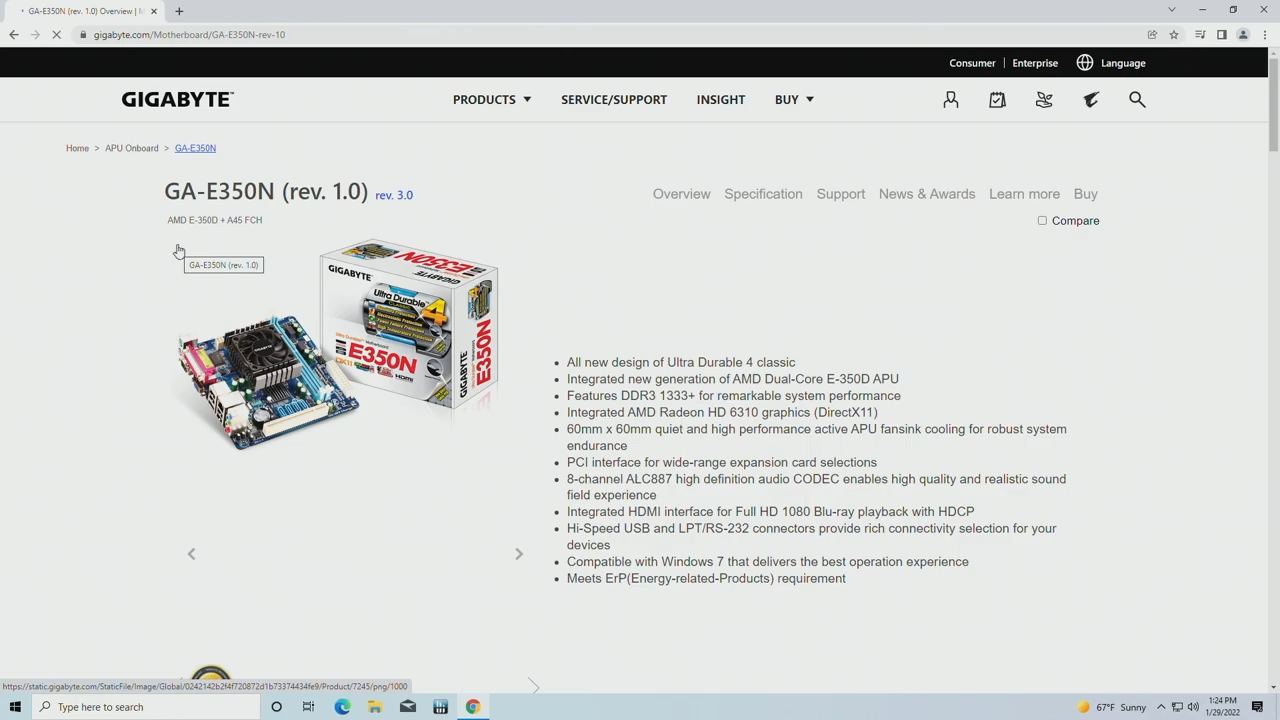 GA-E350N (rev. 1.0) Overview | M
gigabyte.com/Motherboard/GA-E350N-rev-10
Consumer | Enterprise Language
GIGABYTE™ PRODUCTS SERVICE/SUPPORT INSIGHT BUY
Home > APU Onboard > GA-E350N
GA-E350N (rev. 1.0) rev. 3.0
Overview Specification Support News & Awards Learn more Buy
AMD E-350D + A45 FCH
Compare
GA-E350N (rev. 1.0)
GIGABYTE
E350N
GIGABYTE
Ultra Durable 4
E350N
HDMI
GIGABYTE
E350N
GIGABYTE
• All new design of Ultra Durable 4 classic
• Integrated new generation of AMD Dual-Core E-350D APU
• Features DDR3 1333+ for remarkable system performance
• Integrated AMD Radeon HD 6310 graphics (DirectX11)
• 60mm x 60mm quiet and high performance active APU fansink cooling for robust system
endurance
• PCI interface for wide-range expansion card selections
• 8-channel ALC887 high definition audio CODEC enables high quality and realistic sound
field experience
• Integrated HDMI interface for Full HD 1080 Blu-ray playback with HDCP
• Hi-Speed USB and LPT/RS-232 connectors provide rich connectivity selection for your
devices
• Compatible with Windows 7 that delivers the best operation experience
• Meets ErP(Energy-related-Products) requirement
https://static.gigabyte.com/StaticFile/Image/Global/0242142b2f4f720872d1b73374434fe9/Product/7245/png/1000
Type here to search
67°F Sunny
1:24 PM
1/29/2022